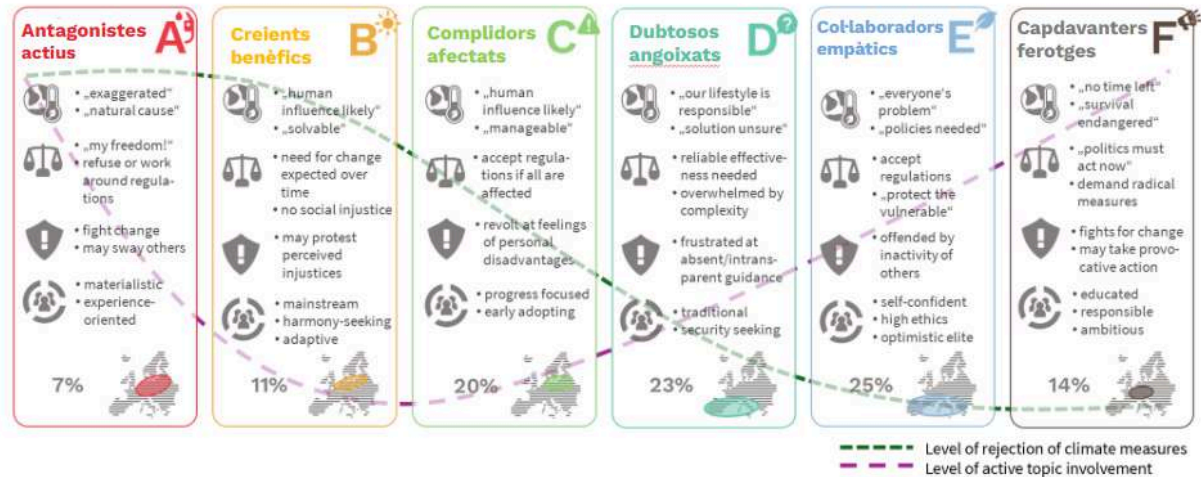 Antagonistes
actius
A
• „exaggerated“
• „natural cause“
• „my freedom!“
• refuse or work
around regula-
tions
• fight change
• may sway others
• materialistic
• experience-
oriented
7%
Creients
benèfics
B
• „human
influence likely“
• „solvable“
• need for change
expected over
time
• no social injustice
• may protest
perceived
injustices
• mainstream
• harmony-seeking
• adaptive
11%
Complidors
afectats
C
• „human
influence likely“
• „manageable“
• accept regula-
tions if all are
affected
• revolt at feelings
of personal
disadvantages
• progress focused
• early adopting
20%
Dubtosos
angoixats
D
?
• „our lifestyle is
responsible“
• „solution unsure“
• reliable effective-
ness needed
• overwhelmed by
complexity
• frustrated at
absent/intrans-
parent guidance
• traditional
• security seeking
23%
Col·laboradors
empàtics
E
• „everyone's
problem“
• „policies needed“
• accept
regulations
• „protect the
vulnerable“
• offended by
inactivity of
others
• self-confident
• high ethics
• optimistic elite
25%
Capdavanters
ferotges
F
• „no time left“
• „survival
endangered“
• „politics must
act now“
• demand radical
measures
• fights for change
• may take provo-
cative action
• educated
• responsible
• ambitious
14%
Level of rejection of climate measures
Level of active topic involvement